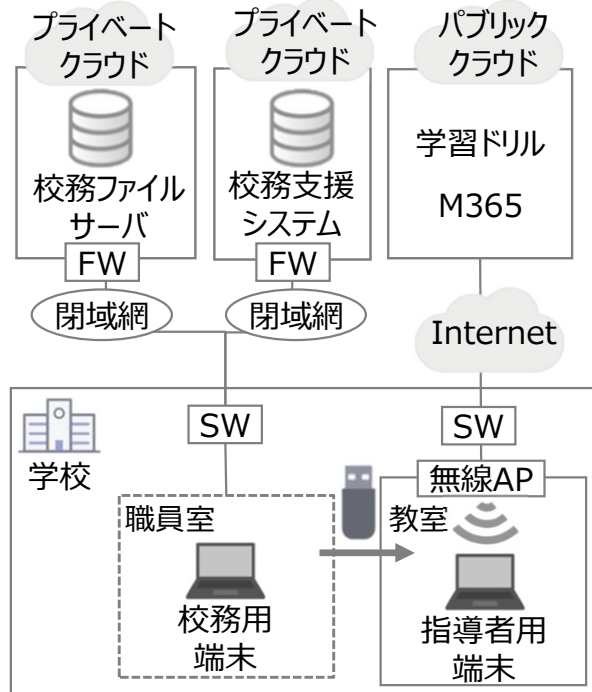 プライベート
クラウド
校務ファイル
サーバ
FW
閉域網
プライベート
クラウド
校務支援
システム
FW
閉域網
パブリック
クラウド
学習ドリル
M365
Internet
学校
SW
SW
無線AP
職員室
校務用
端末
教室
指導者用
端末